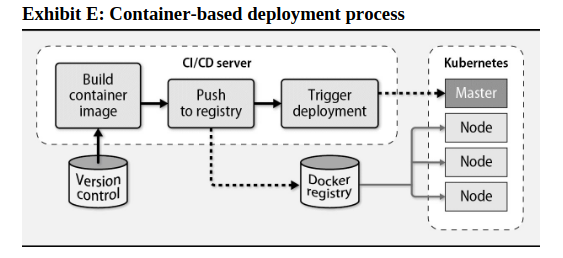 Exhibit E: Container-based deployment process
CI/CD server
Kubernetes
Build
container
image
Push
to registry
Trigger
deployment
Master
Node
Node
Node
Version
control
Docker
registry